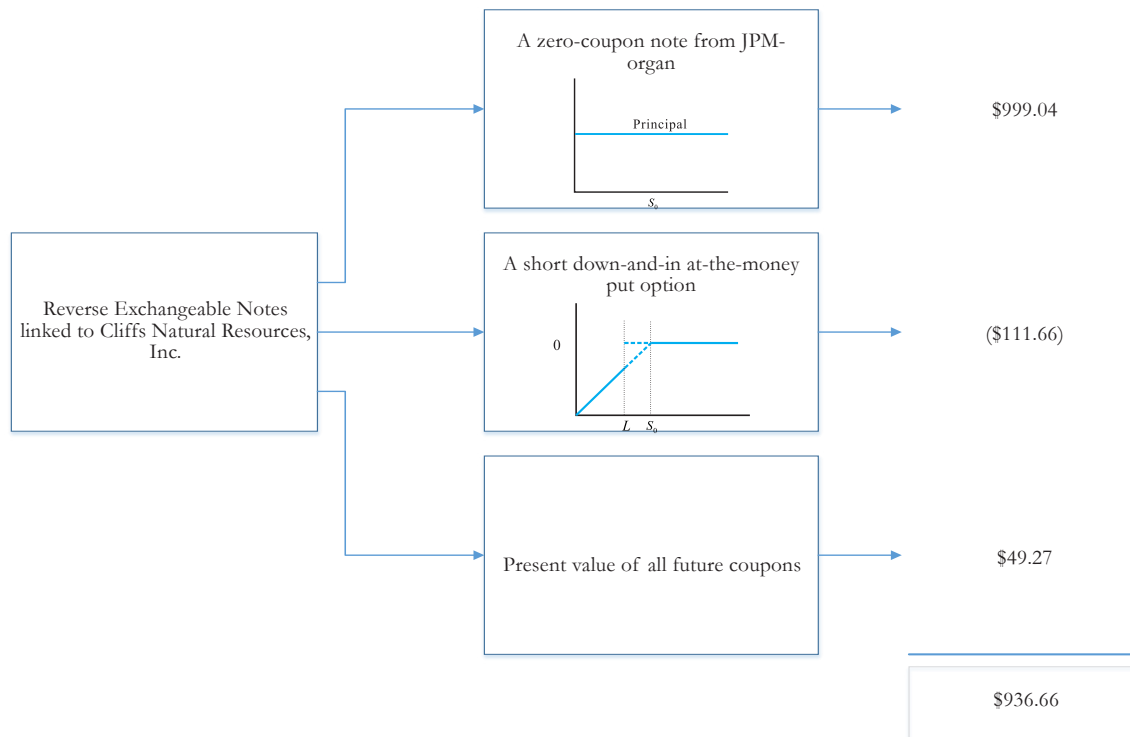 A zero-coupon note from JPM-
organ
Principal
S₀
$999.04
Reverse Exchangeable Notes
linked to Cliffs Natural Resources,
Inc.
A short down-and-in at-the-money
put option
0
L S₀
($111.66)
Present value of all future coupons
$49.27
$936.66